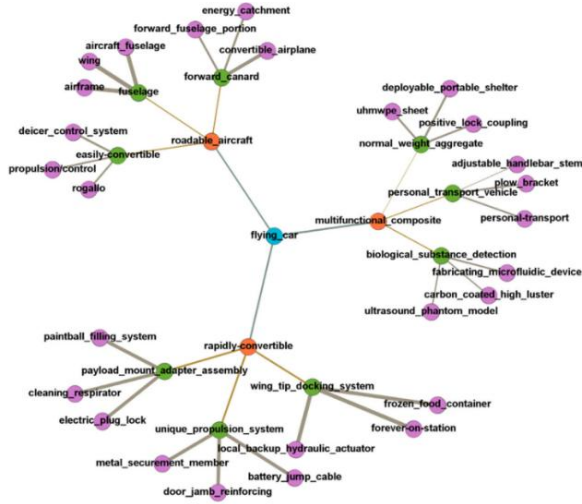 energy_catchment
forward_fuselage_portion
aircraft_fuselage
convertible_airplane
wing
airframe
fuselage
forward_canard
deployable_portable_shelter
uhmwpe_sheet
positive_lock_coupling
deicer_control_system
roadable_aircraft
normal_weight_aggregate
easily-convertible
adjustable_handlebar_stem
propulsion/control
plow_bracket
personal_transport_vehicle
rogallo
multifunctional_composite
personal-transport
flying_car
biological_substance_detection
fabricating_microfluidic_device
carbon_coated_high_luster
ultrasound_phantom_model
paintball_filling_system
rapidly-convertible
payload_mount_adapter_assembly
wing_tip_docking_system
cleaning_respirator
frozen_food_container
electric_plug_lock
forever-on-station
unique_propulsion_system
local_backup_hydraulic_actuator
metal_securement_member
battery_jump_cable
door_jamb_reinforcing